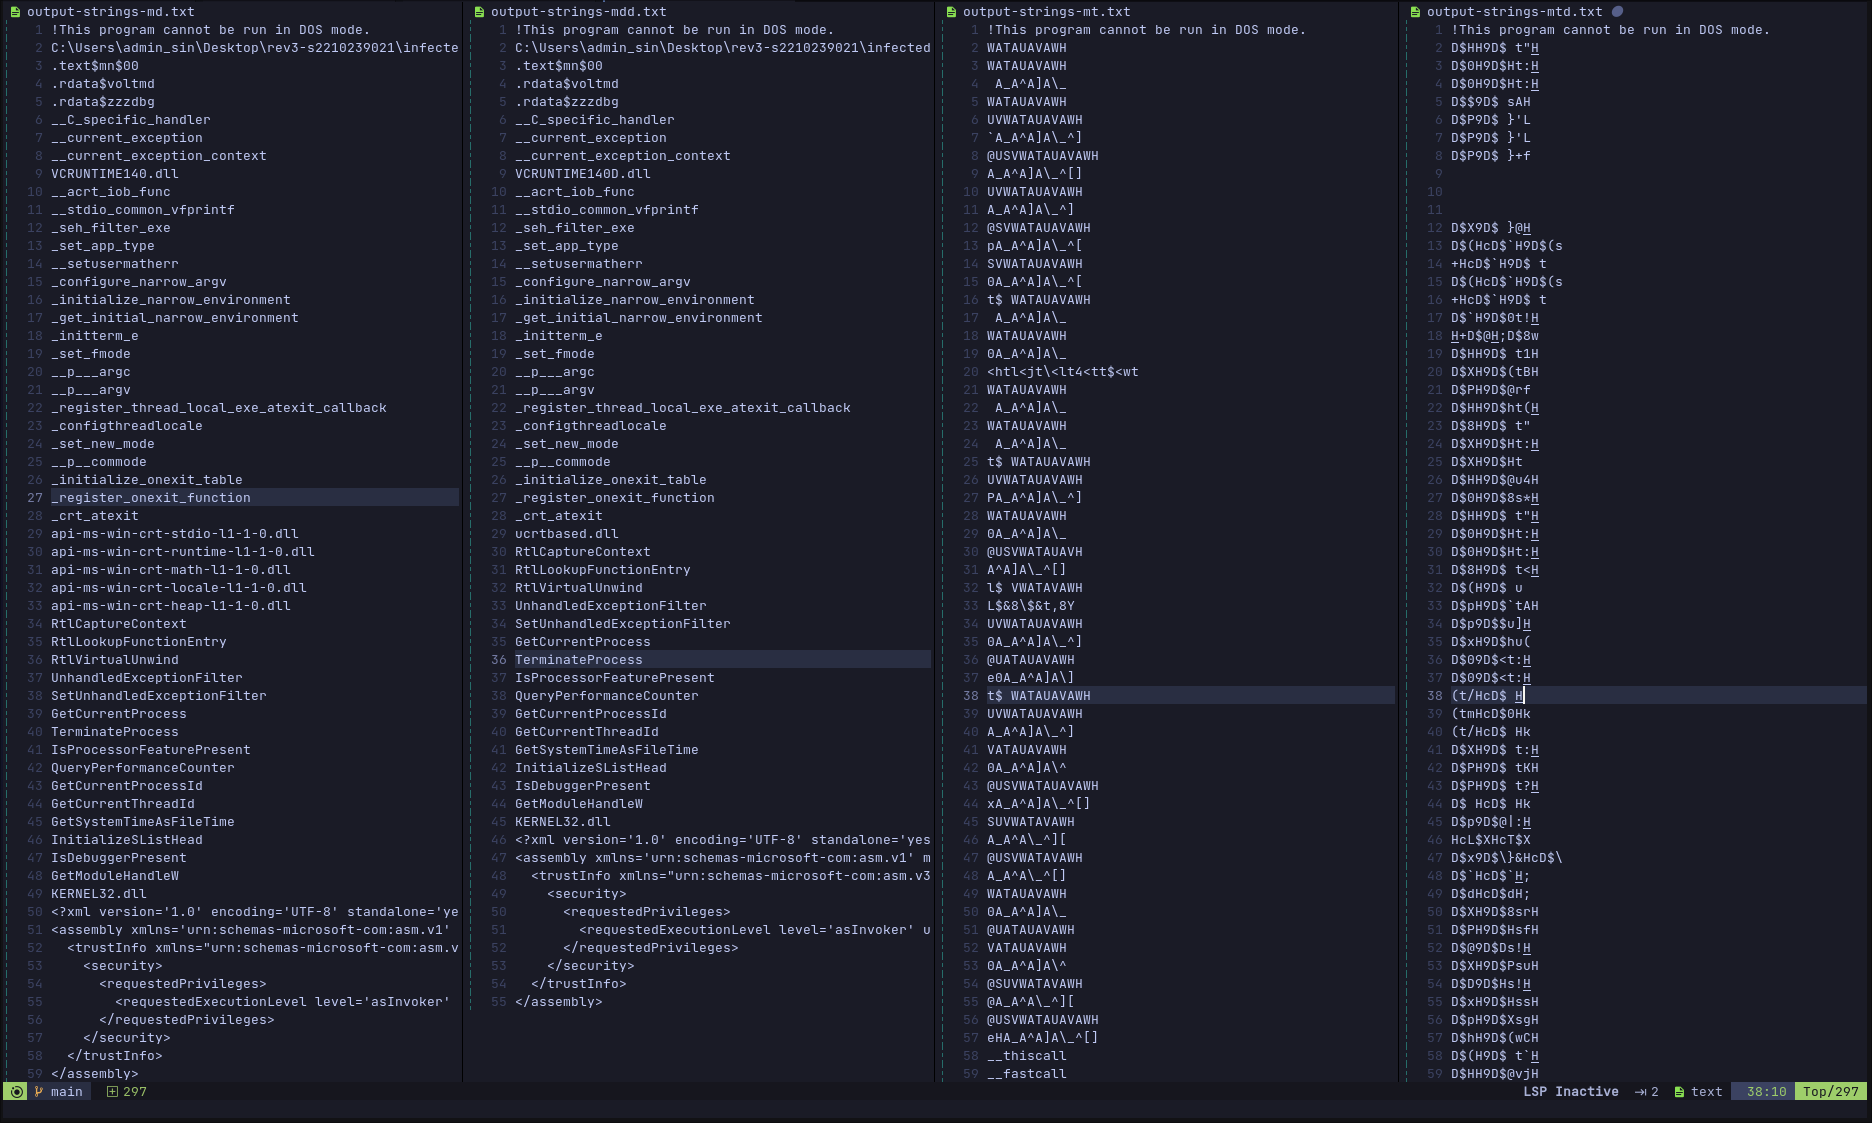 output-strings-md.txt
1 !This program cannot be run in DOS mode.
2 C:\Users\admin_sin\Desktop\rev3-s2210239021\infecte
3 .text$mn$00
4 .rdata$voltmd
5 .rdata$zzzdbg
6 __C_specific_handler
7 __current_exception
8 __current_exception_context
9 VCRUNTIME140.dll
10 __acrt_iob_func
11 __stdio_common_vfprintf
12 _seh_filter_exe
13 _set_app_type
14 __setusermatherr
15 _configure_narrow_argv
16 _initialize_narrow_environment
17 _get_initial_narrow_environment
18 _initterm_e
19 _set_fmode
20 __p___argc
21 __p___argv
22 _register_thread_local_exe_atexit_callback
23 _configthreadlocale
24 _set_new_mode
25 __p__commode
26 _initialize_onexit_table
27 _register_onexit_function
28 _crt_atexit
29 api-ms-win-crt-stdio-l1-1-0.dll
30 api-ms-win-crt-runtime-l1-1-0.dll
31 api-ms-win-crt-math-l1-1-0.dll
32 api-ms-win-crt-locale-l1-1-0.dll
33 api-ms-win-crt-heap-l1-1-0.dll
34 RtlCaptureContext
35 RtlLookupFunctionEntry
36 RtlVirtualUnwind
37 UnhandledExceptionFilter
38 SetUnhandledExceptionFilter
39 GetCurrentProcess
40 TerminateProcess
41 IsProcessorFeaturePresent
42 QueryPerformanceCounter
43 GetCurrentProcessId
44 GetCurrentThreadId
45 GetSystemTimeAsFileTime
46 InitializeSListHead
47 IsDebuggerPresent
48 GetModuleHandleW
49 KERNEL32.dll
50 <?xml version='1.0' encoding='UTF-8' standalone='ye
51 <assembly xmlns='urn:schemas-microsoft-com:asm.v1'
52 <trustInfo xmlns="urn:schemas-microsoft-com:asm.v
53 <security>
54 <requestedPrivileges>
55 <requestedExecutionLevel level='asInvoker'
56 </requestedPrivileges>
57 </security>
58 </trustInfo>
59 </assembly>
output-strings-mdd.txt
1 !This program cannot be run in DOS mode.
2 C:\Users\admin_sin\Desktop\rev3-s2210239021\infected
3 .text$mn$00
4 .rdata$voltmd
5 .rdata$zzzdbg
6 __C_specific_handler
7 __current_exception
8 __current_exception_context
9 VCRUNTIME140D.dll
10 __acrt_iob_func
11 __stdio_common_vfprintf
12 _seh_filter_exe
13 _set_app_type
14 __setusermatherr
15 _configure_narrow_argv
16 _initialize_narrow_environment
17 _get_initial_narrow_environment
18 _initterm_e
19 _set_fmode
20 __p___argc
21 __p___argv
22 _register_thread_local_exe_atexit_callback
23 _configthreadlocale
24 _set_new_mode
25 __p__commode
26 _initialize_onexit_table
27 _register_onexit_function
28 _crt_atexit
29 ucrtbased.dll
30 RtlCaptureContext
31 RtlLookupFunctionEntry
32 RtlVirtualUnwind
33 UnhandledExceptionFilter
34 SetUnhandledExceptionFilter
35 GetCurrentProcess
36 TerminateProcess
37 IsProcessorFeaturePresent
38 QueryPerformanceCounter
39 GetCurrentProcessId
40 GetCurrentThreadId
41 GetSystemTimeAsFileTime
42 InitializeSListHead
43 IsDebuggerPresent
44 GetModuleHandleW
45 KERNEL32.dll
46 <?xml version='1.0' encoding='UTF-8' standalone='yes
47 <assembly xmlns='urn:schemas-microsoft-com:asm.v1' m
48 <trustInfo xmlns="urn:schemas-microsoft-com:asm.v3
49 <security>
50 <requestedPrivileges>
51 <requestedExecutionLevel level='asInvoker' u
52 </requestedPrivileges>
53 </security>
54 </trustInfo>
55 </assembly>
output-strings-mt.txt
1 !This program cannot be run in DOS mode.
2 WATAUAVAWH
3 WATAUAVAWH
4  A_A^A]A\_
5 WATAUAVAWH
6 UVWATAUAVAWH
7 `A_A^A]A\_^]
8 @USVWATAUAVAWH
9 A_A^A]A\_^[]
10 UVWATAUAVAWH
11 A_A^A]A\_^]
12 @SVWATAUAVAWH
13 pA_A^A]A\_^[
14 SVWATAUAVAWH
15 0A_A^A]A\_^[
16 t$ WATAUAVAWH
17  A_A^A]A\_
18 WATAUAVAWH
19 0A_A^A]A\_
20 <htl<jt\<lt4<tt$<wt
21 WATAUAVAWH
22  A_A^A]A\_
23 WATAUAVAWH
24  A_A^A]A\_
25 t$ WATAUAVAWH
26 UVWATAUAVAWH
27 PA_A^A]A\_^]
28 WATAUAVAWH
29 0A_A^A]A\_
30 @USVWATAUAVH
31 A^A]A\_^[]
32 l$ VWATAVAWH
33 L$&8\$&t,8Y
34 UVWATAUAVAWH
35 0A_A^A]A\_^]
36 @UATAUAVAWH
37 e0A_A^A]A\]
38 t$ WATAUAVAWH
39 UVWATAUAVAWH
40 A_A^A]A\_^]
41 VATAUAVAWH
42 0A_A^A]A\^
43 @USVWATAUAVAWH
44 xA_A^A]A\_^[]
45 SUVWATAVAWH
46 A_A^A\_^][
47 @USVWATAVAWH
48 A_A^A\_^[]
49 WATAUAVAWH
50 0A_A^A]A\_
51 @UATAUAVAWH
52 VATAUAVAWH
53 0A_A^A]A\^
54 @SUVWATAVAWH
55 @A_A^A\_^][
56 @USVWATAUAVAWH
57 eHA_A^A]A\_^[]
58 __thiscall
59 __fastcall
output-strings-mtd.txt
1 !This program cannot be run in DOS mode.
2 D$HH9D$ t"H
3 D$0H9D$Ht:H
4 D$0H9D$Ht:H
5 D$$9D$ sAH
6 D$P9D$ }'L
7 D$P9D$ }'L
8 D$P9D$ }+f
9
10
11
12 D$X9D$ }@H
13 D$(HcD$`H9D$(s
14 +HcD$`H9D$ t
15 D$(HcD$`H9D$(s
16 +HcD$`H9D$ t
17 D$`H9D$0t!H
18 H+D$@H;D$8w
19 D$HH9D$ t1H
20 D$XH9D$(tBH
21 D$PH9D$@rf
22 D$HH9D$ht(H
23 D$8H9D$ t"
24 D$XH9D$Ht:H
25 D$XH9D$Ht
26 D$HH9D$@u4H
27 D$0H9D$8s*H
28 D$HH9D$ t"H
29 D$0H9D$Ht:H
30 D$0H9D$Ht:H
31 D$8H9D$ t<H
32 D$(H9D$ u
33 D$pH9D$`tAH
34 D$p9D$$u]H
35 D$xH9D$hu(
36 D$09D$<t:H
37 D$09D$<t:H
38 (t/HcD$ H
39 (tmHcD$0Hk
40 (t/HcD$ Hk
41 D$XH9D$ t:H
42 D$PH9D$ tKH
43 D$PH9D$ t?H
44 D$ HcD$ Hk
45 D$p9D$@|:H
46 HcL$XHcT$X
47 D$x9D$\}&HcD$\
48 D$`HcD$`H;
49 D$dHcD$dH;
50 D$XH9D$8srH
51 D$PH9D$HsfH
52 D$@9D$Ds!H
53 D$XH9D$PsuH
54 D$D9D$Hs!H
55 D$xH9D$HssH
56 D$pH9D$XsgH
57 D$hH9D$(wCH
58 D$(H9D$ t`H
59 D$HH9D$@vjH
main 297 LSP Inactive 2 text 38:10 Top/297